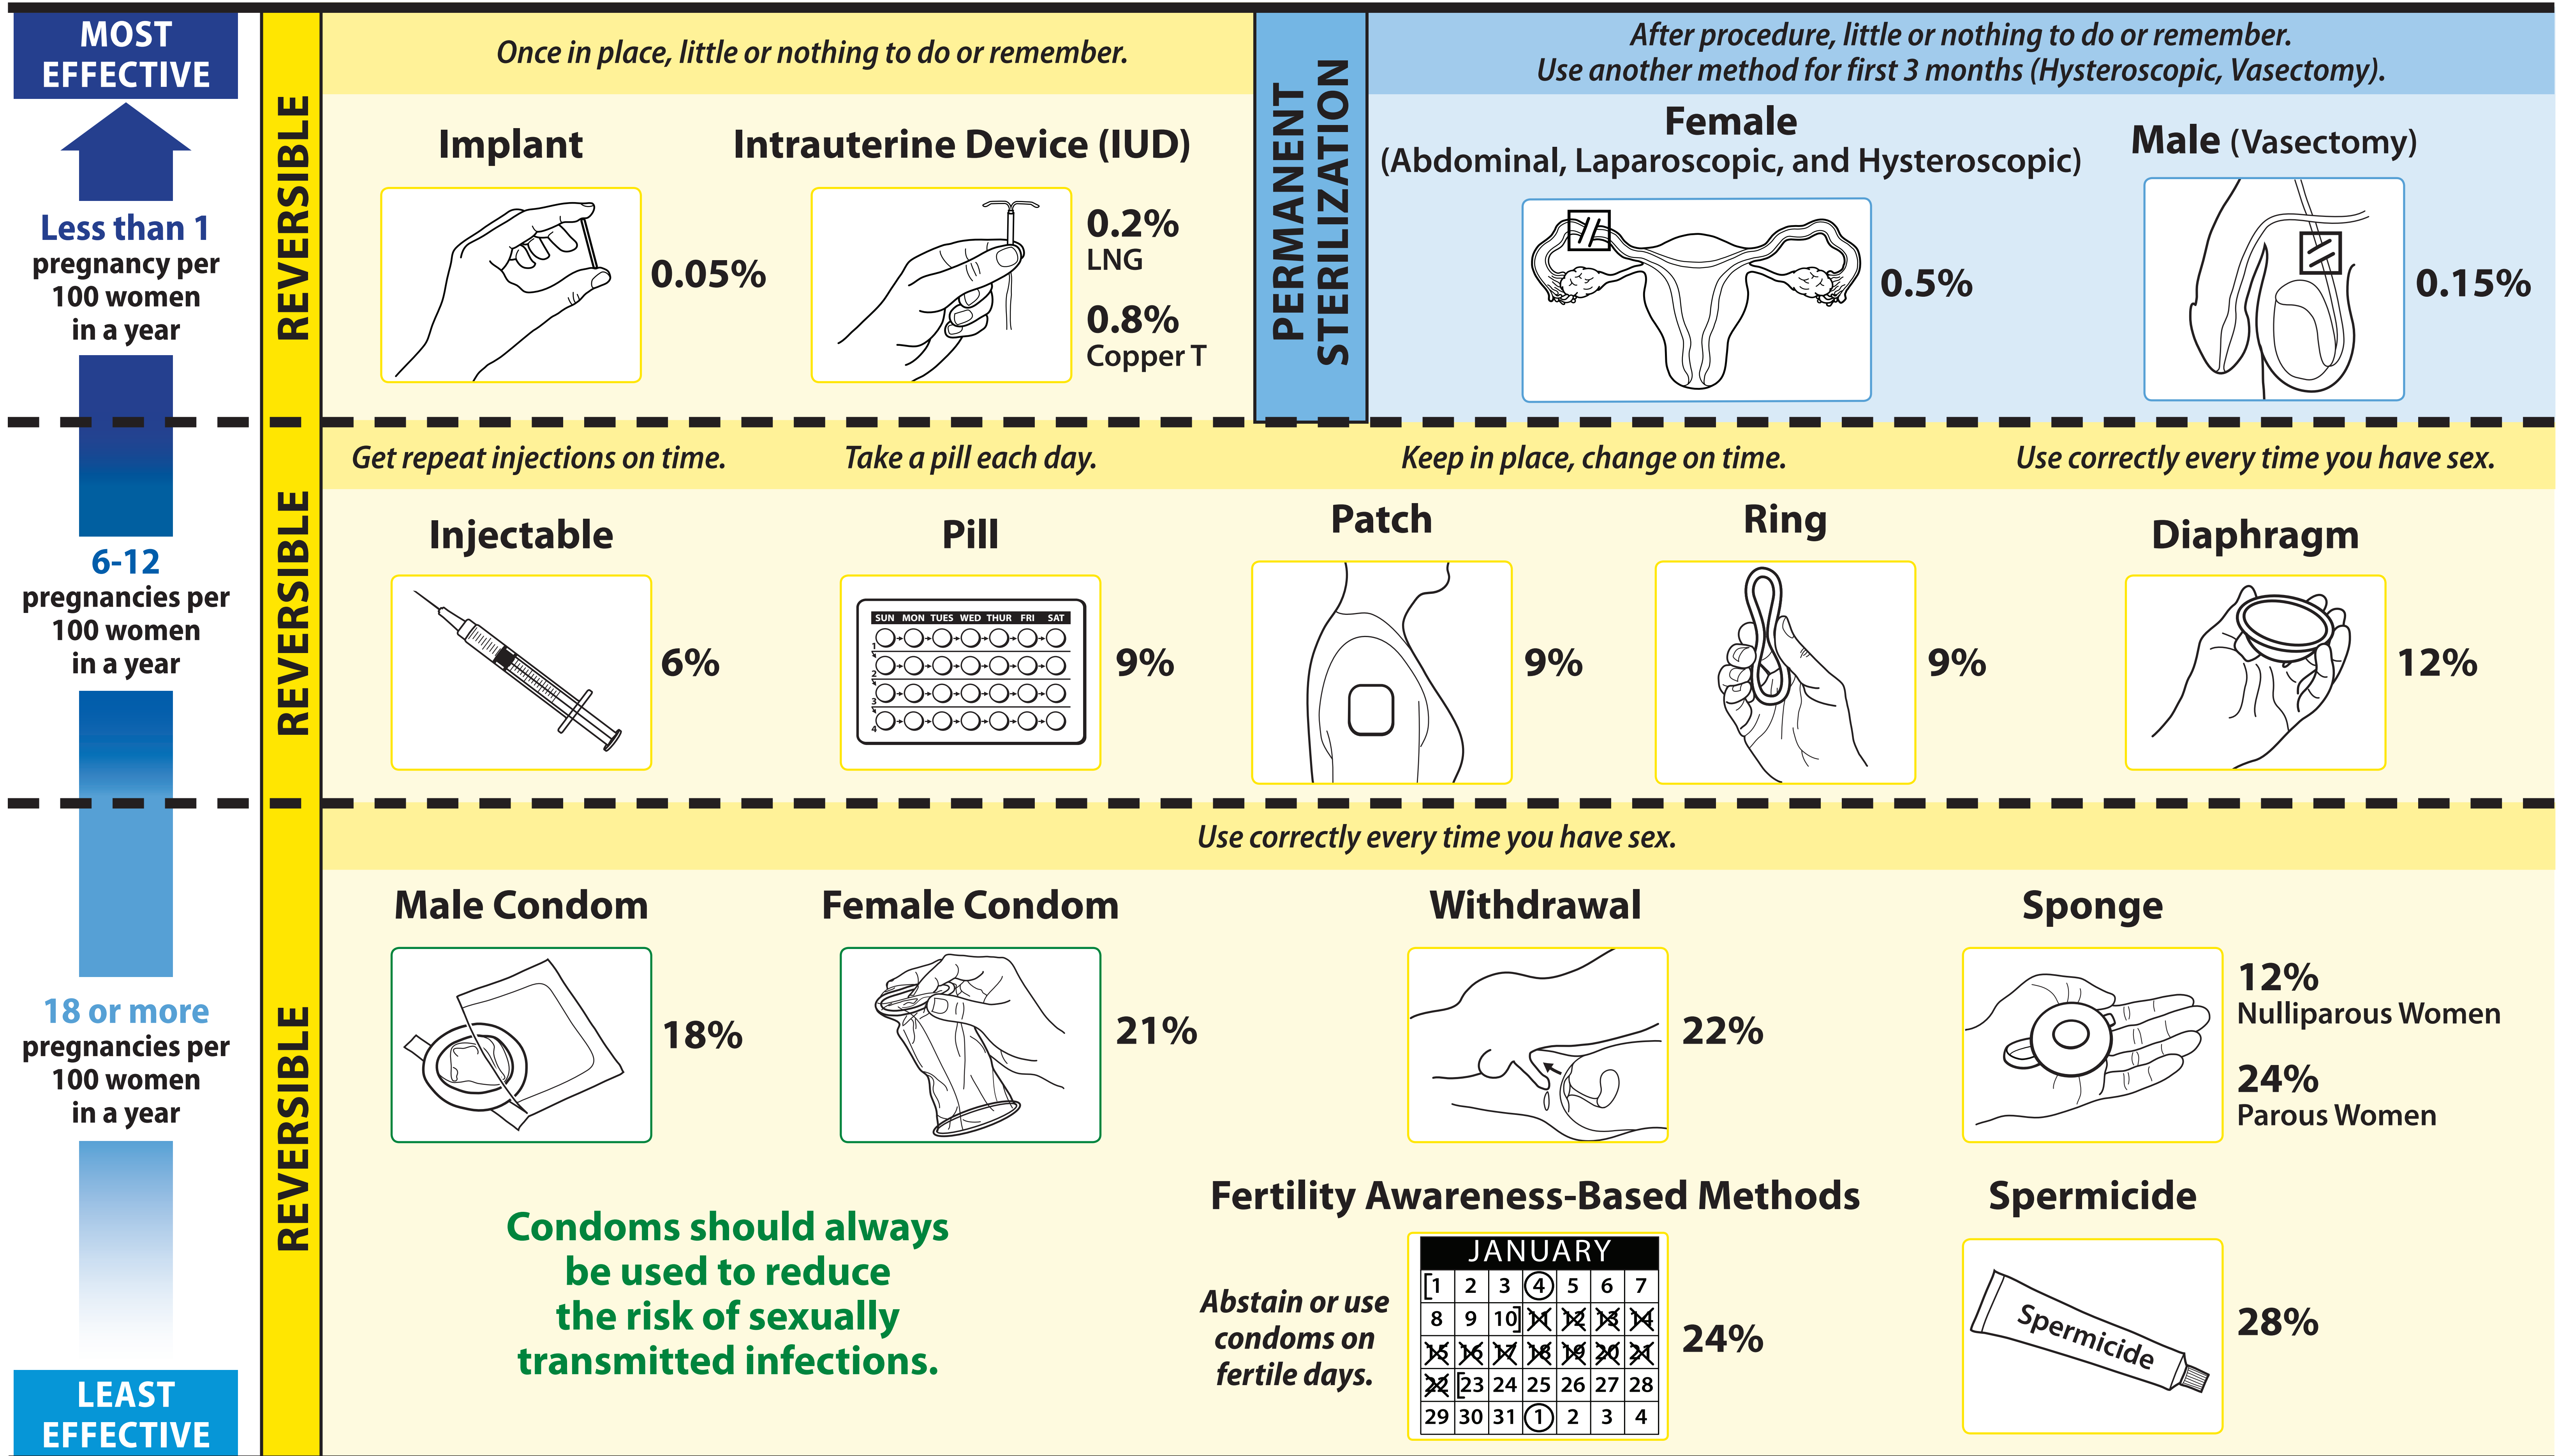 MOST
EFFECTIVE
Less than 1
pregnancy per
100 women
in a year
6-12
pregnancies per
100 women
in a year
18 or more
pregnancies per
100 women
in a year
LEAST
EFFECTIVE
REVERSIBLE
Once in place, little or nothing to do or remember.
Implant
0.05%
Intrauterine Device (IUD)
0.2%
LNG
0.8%
Copper T
PERMANENT
STERILIZATION
After procedure, little or nothing to do or remember.
Use another method for first 3 months (Hysteroscopic, Vasectomy).
Female
(Abdominal, Laparoscopic, and Hysteroscopic)
0.5%
Male (Vasectomy)
0.15%
REVERSIBLE
Get repeat injections on time.
Take a pill each day.
Keep in place, change on time.
Use correctly every time you have sex.
Injectable
6%
Pill
SUN MON TUES WED THUR FRI SAT
1
2
3
4
9%
Patch
9%
Ring
9%
Diaphragm
12%
REVERSIBLE
Use correctly every time you have sex.
Male Condom
18%
Female Condom
21%
Withdrawal
22%
Sponge
12%
Nulliparous Women
24%
Parous Women
Condoms should always
be used to reduce
the risk of sexually
transmitted infections.
Fertility Awareness-Based Methods
Abstain or use
condoms on
fertile days.
JANUARY
[1 2 3 4 5 6 7
8 9 10] 11 12 13 14
15 16 17 18 19 20 21
22 [23 24 25 26 27 28
29 30 31 1 2 3 4
24%
Spermicide
Spermicide
28%